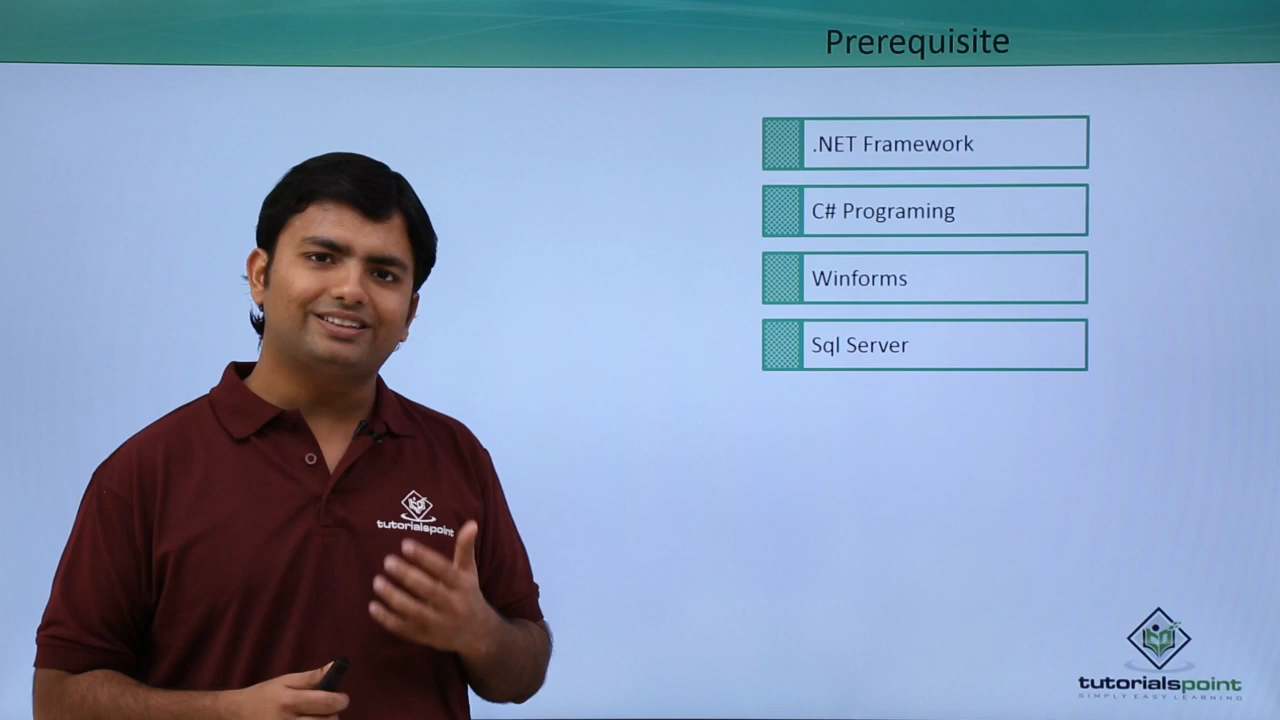 Prerequisite
.NET Framework
C# Programing
Winforms
Sql Server
tutorialspoint
tutorialspoint
SIMPLY EASY LEARNING